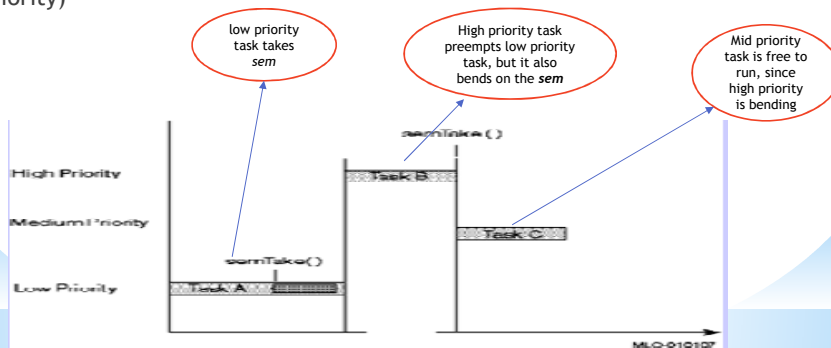 iority)
low priority
task takes
sem
High priority task
preempts low priority
task, but it also
bends on the sem
Mid priority
task is free to
run, since
high priority
is bending
semTake()
High Priority
Task B
Medium Priority
Task C
semTake()
Low Priority
Task A
MLO-010107